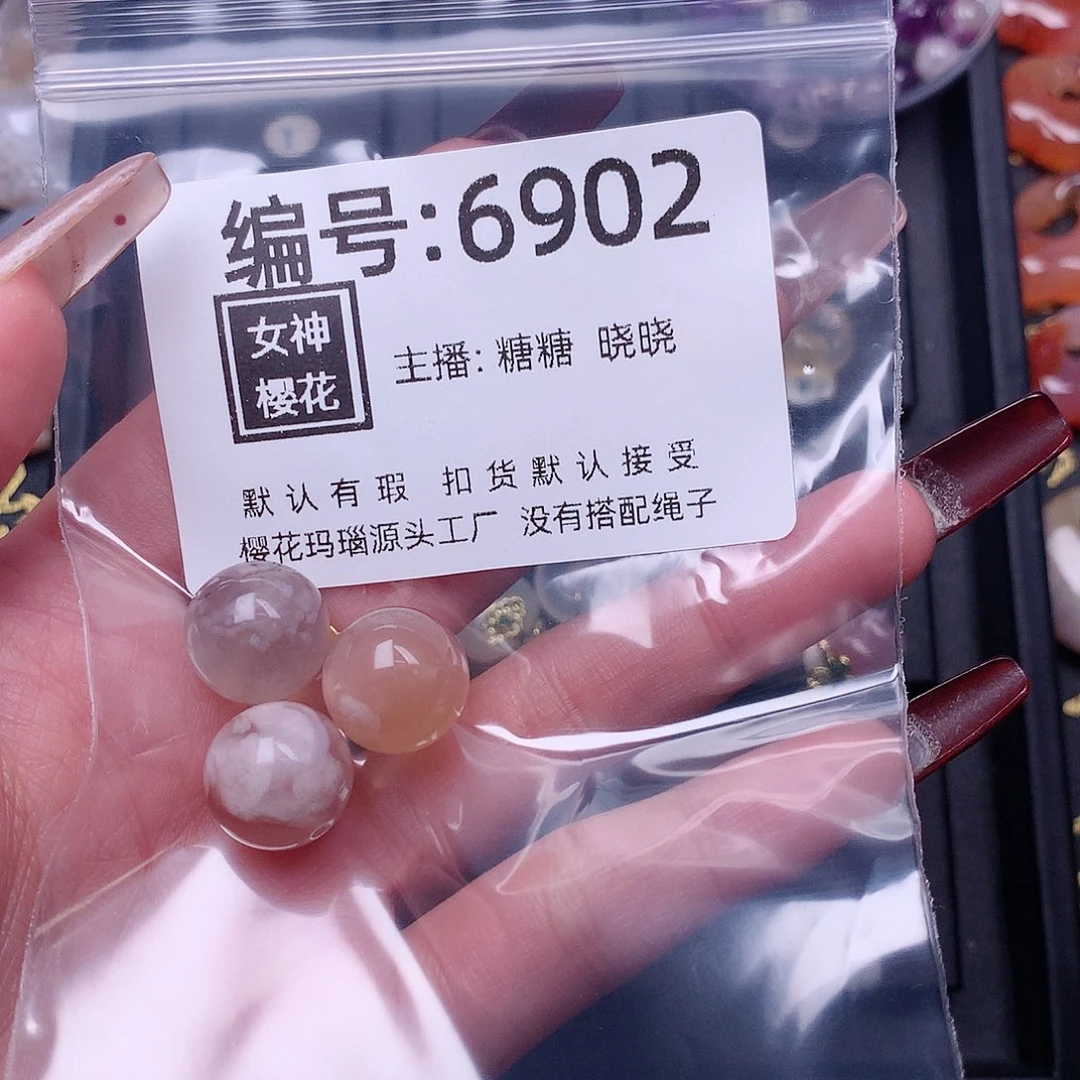 编号:6902
女神
樱花
主播: 糖糖 晓晓
默认有瑕 扣货默认接受
樱花玛瑙源头工厂 没有搭配绳子